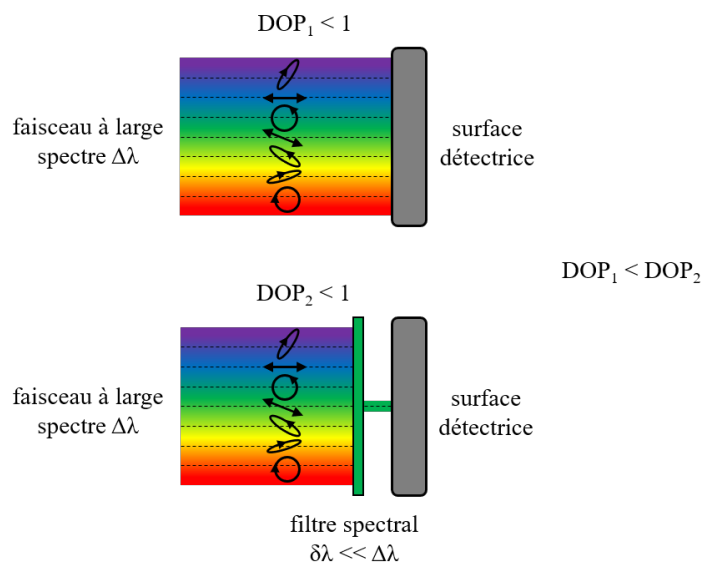 DOP₁ < 1
faisceau à large
spectre Δλ
surface
détectrice
DOP₁ < DOP₂
DOP₂ < 1
faisceau à large
spectre Δλ
surface
détectrice
filtre spectral
δλ << Δλ